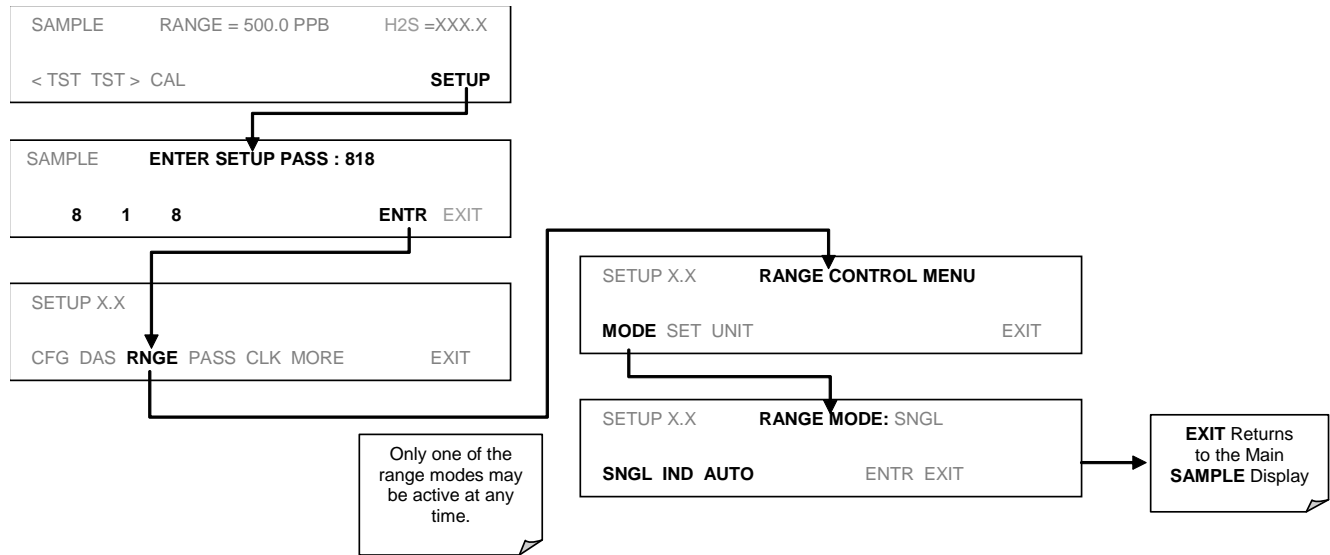 SAMPLE RANGE = 500.0 PPB H2S =XXX.X
< TST TST > CAL SETUP
SAMPLE ENTER SETUP PASS : 818
8 1 8 ENTR EXIT
SETUP X.X
CFG DAS RNGE PASS CLK MORE EXIT
SETUP X.X RANGE CONTROL MENU
MODE SET UNIT EXIT
SETUP X.X RANGE MODE: SNGL
SNGL IND AUTO ENTR EXIT
Only one of the
range modes may
be active at any
time.
EXIT Returns
to the Main
SAMPLE Display